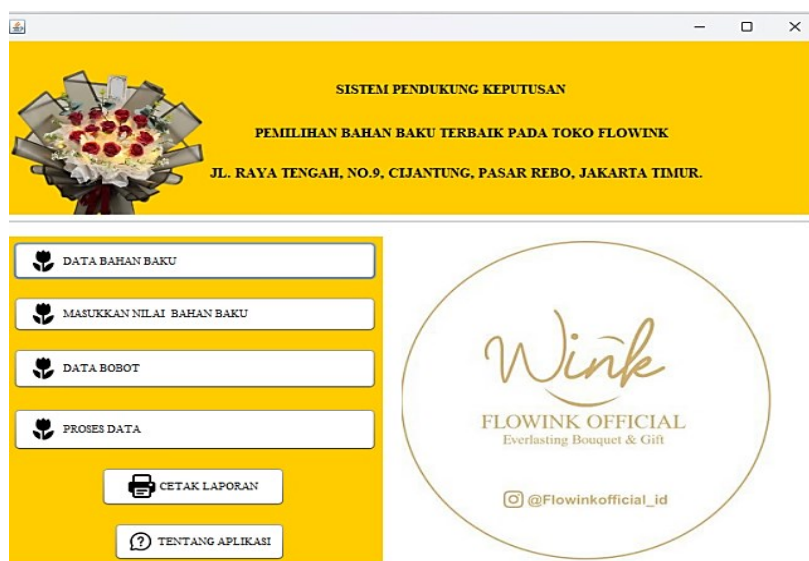 SISTEM PENDUKUNG KEPUTUSAN
PEMILIHAN BAHAN BAKU TERBAIK PADA TOKO FLOWINK
JL. RAYA TENGAH, NO.9, CIJANTUNG, PASAR REBO, JAKARTA TIMUR.
DATA BAHAN BAKU
MASUKKAN NILAI BAHAN BAKU
DATA BOBOT
PROSES DATA
CETAK LAPORAN
TENTANG APLIKASI
Wink
FLOWINK OFFICIAL
Everlasting Bouquet & Gift
@Flowinkofficial_id